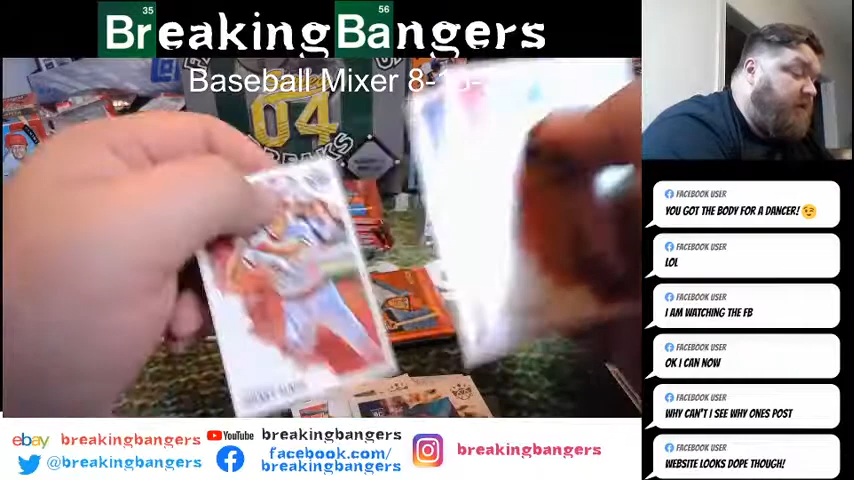 35
56
BreakingBangers
Baseball Mixer 8-
04
BREAKS
FACEBOOK USER
YOU GOT THE BODY FOR A DANCER! 😉
FACEBOOK USER
LOL
FACEBOOK USER
I AM WATCHING THE FB
FACEBOOK USER
OK I CAN NOW
FACEBOOK USER
WHY CAN'T I SEE WHY ONES POST
FACEBOOK USER
WEBSITE LOOKS DOPE THOUGH!
ebay breakingbangers
YouTube breakingbangers
@breakingbangers
facebook.com/
breakingbangers
breakingbangers